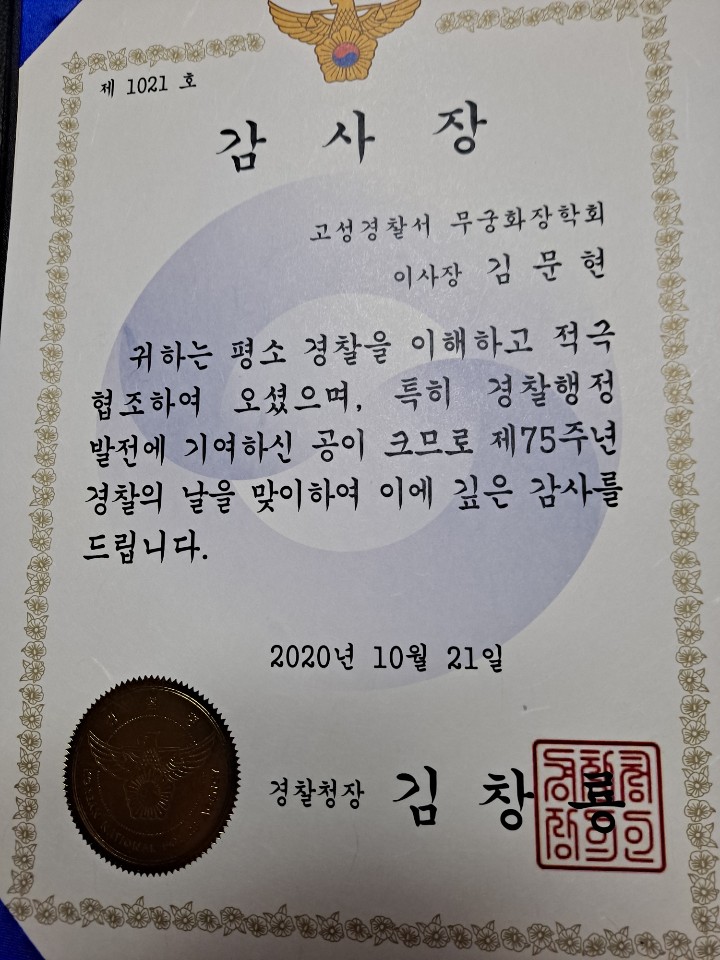 제 1021 호
감 사 장
고성경찰서 무궁화장학회
이사장 김 문 현
귀하는 평소 경찰을 이해하고 적극
협조하여 오셨으며, 특히 경찰행정
발전에 기여하신 공이 크므로 제75주년
경찰의 날을 맞이하여 이에 깊은 감사를
드립니다.
2020년 10월 21일
경찰청장 김 창 룡